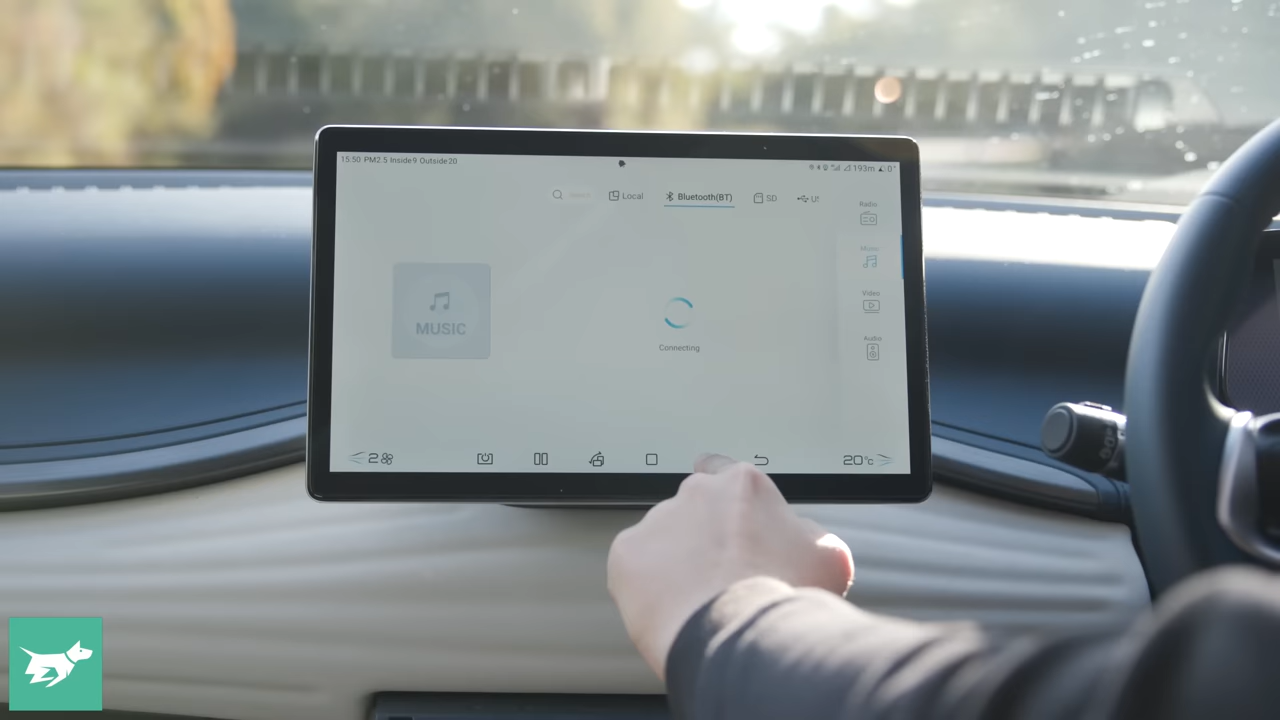 15:50 PM2.5 Inside9 Outside20
193m 0°
Local Bluetooth(BT) SD
Radio
Music
Video
Audio
MUSIC
Connecting
2
20°C